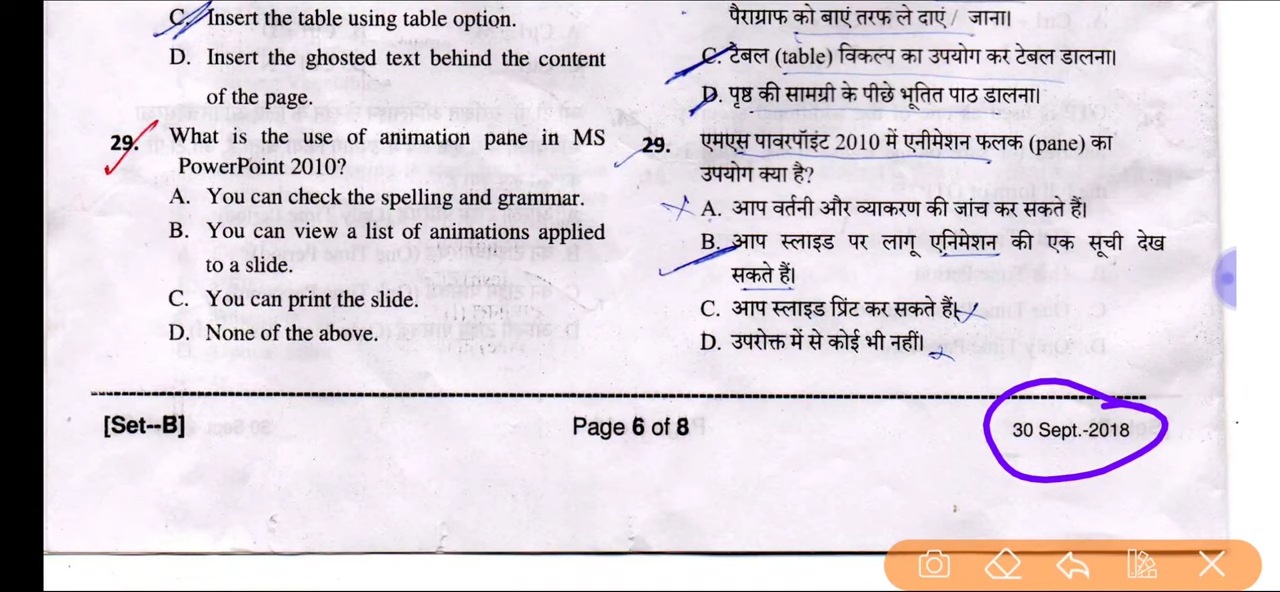 C. Insert the table using table option.
D. Insert the ghosted text behind the content
of the page.
29. What is the use of animation pane in MS
PowerPoint 2010?
A. You can check the spelling and grammar.
B. You can view a list of animations applied
to a slide.
C. You can print the slide.
D. None of the above.
पैराग्राफ को बाएं तरफ ले दाएं / जाना।
C. टेबल (table) विकल्प का उपयोग कर टेबल डालना।
D. पृष्ठ की सामग्री के पीछे भूतित पाठ डालना।
29. एमएस पावरपॉइंट 2010 में एनीमेशन फलक (pane) का
उपयोग क्या है?
A. आप वर्तनी और व्याकरण की जांच कर सकते हैं।
B. आप स्लाइड पर लागू एनिमेशन की एक सूची देख
सकते हैं।
C. आप स्लाइड प्रिंट कर सकते हैं।
D. उपरोक्त में से कोई भी नहीं।
[Set--B]
Page 6 of 8
30 Sept.-2018